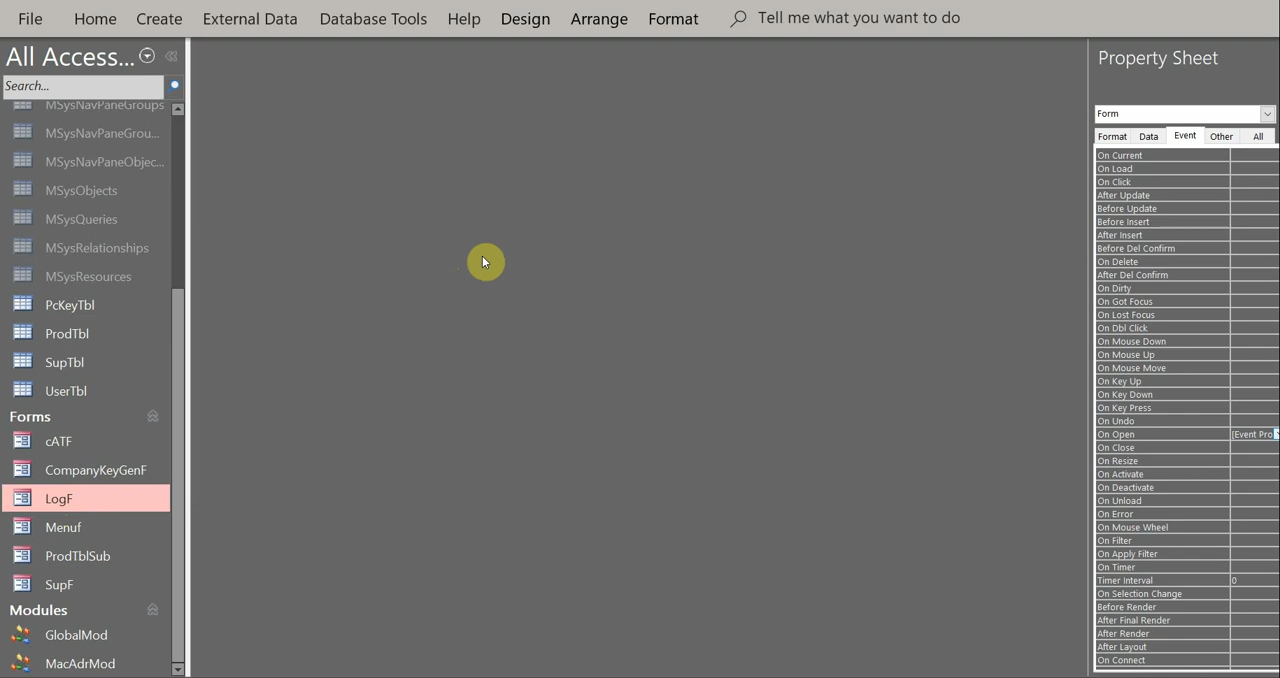 File Home Create External Data Database Tools Help Design Arrange Format Tell me what you want to do
All Access...
Search...
MSysNavPaneGroups
MSysNavPaneGrou...
MSysNavPaneObjec...
MSysObjects
MSysQueries
MSysRelationships
MSysResources
PcKeyTbl
ProdTbl
SupTbl
UserTbl
Forms
cATF
CompanyKeyGenF
LogF
Menuf
ProdTblSub
SupF
Modules
GlobalMod
MacAdrMod
Property Sheet
Form
Format Data Event Other All
On Current
On Load
On Click
After Update
Before Update
Before Insert
After Insert
Before Del Confirm
On Delete
After Del Confirm
On Dirty
On Got Focus
On Lost Focus
On Dbl Click
On Mouse Down
On Mouse Up
On Mouse Move
On Key Up
On Key Down
On Key Press
On Undo
On Open [Event Pro
On Close
On Resize
On Activate
On Deactivate
On Unload
On Error
On Mouse Wheel
On Filter
On Apply Filter
On Timer
Timer Interval 0
On Selection Change
Before Render
After Final Render
After Render
After Layout
On Connect